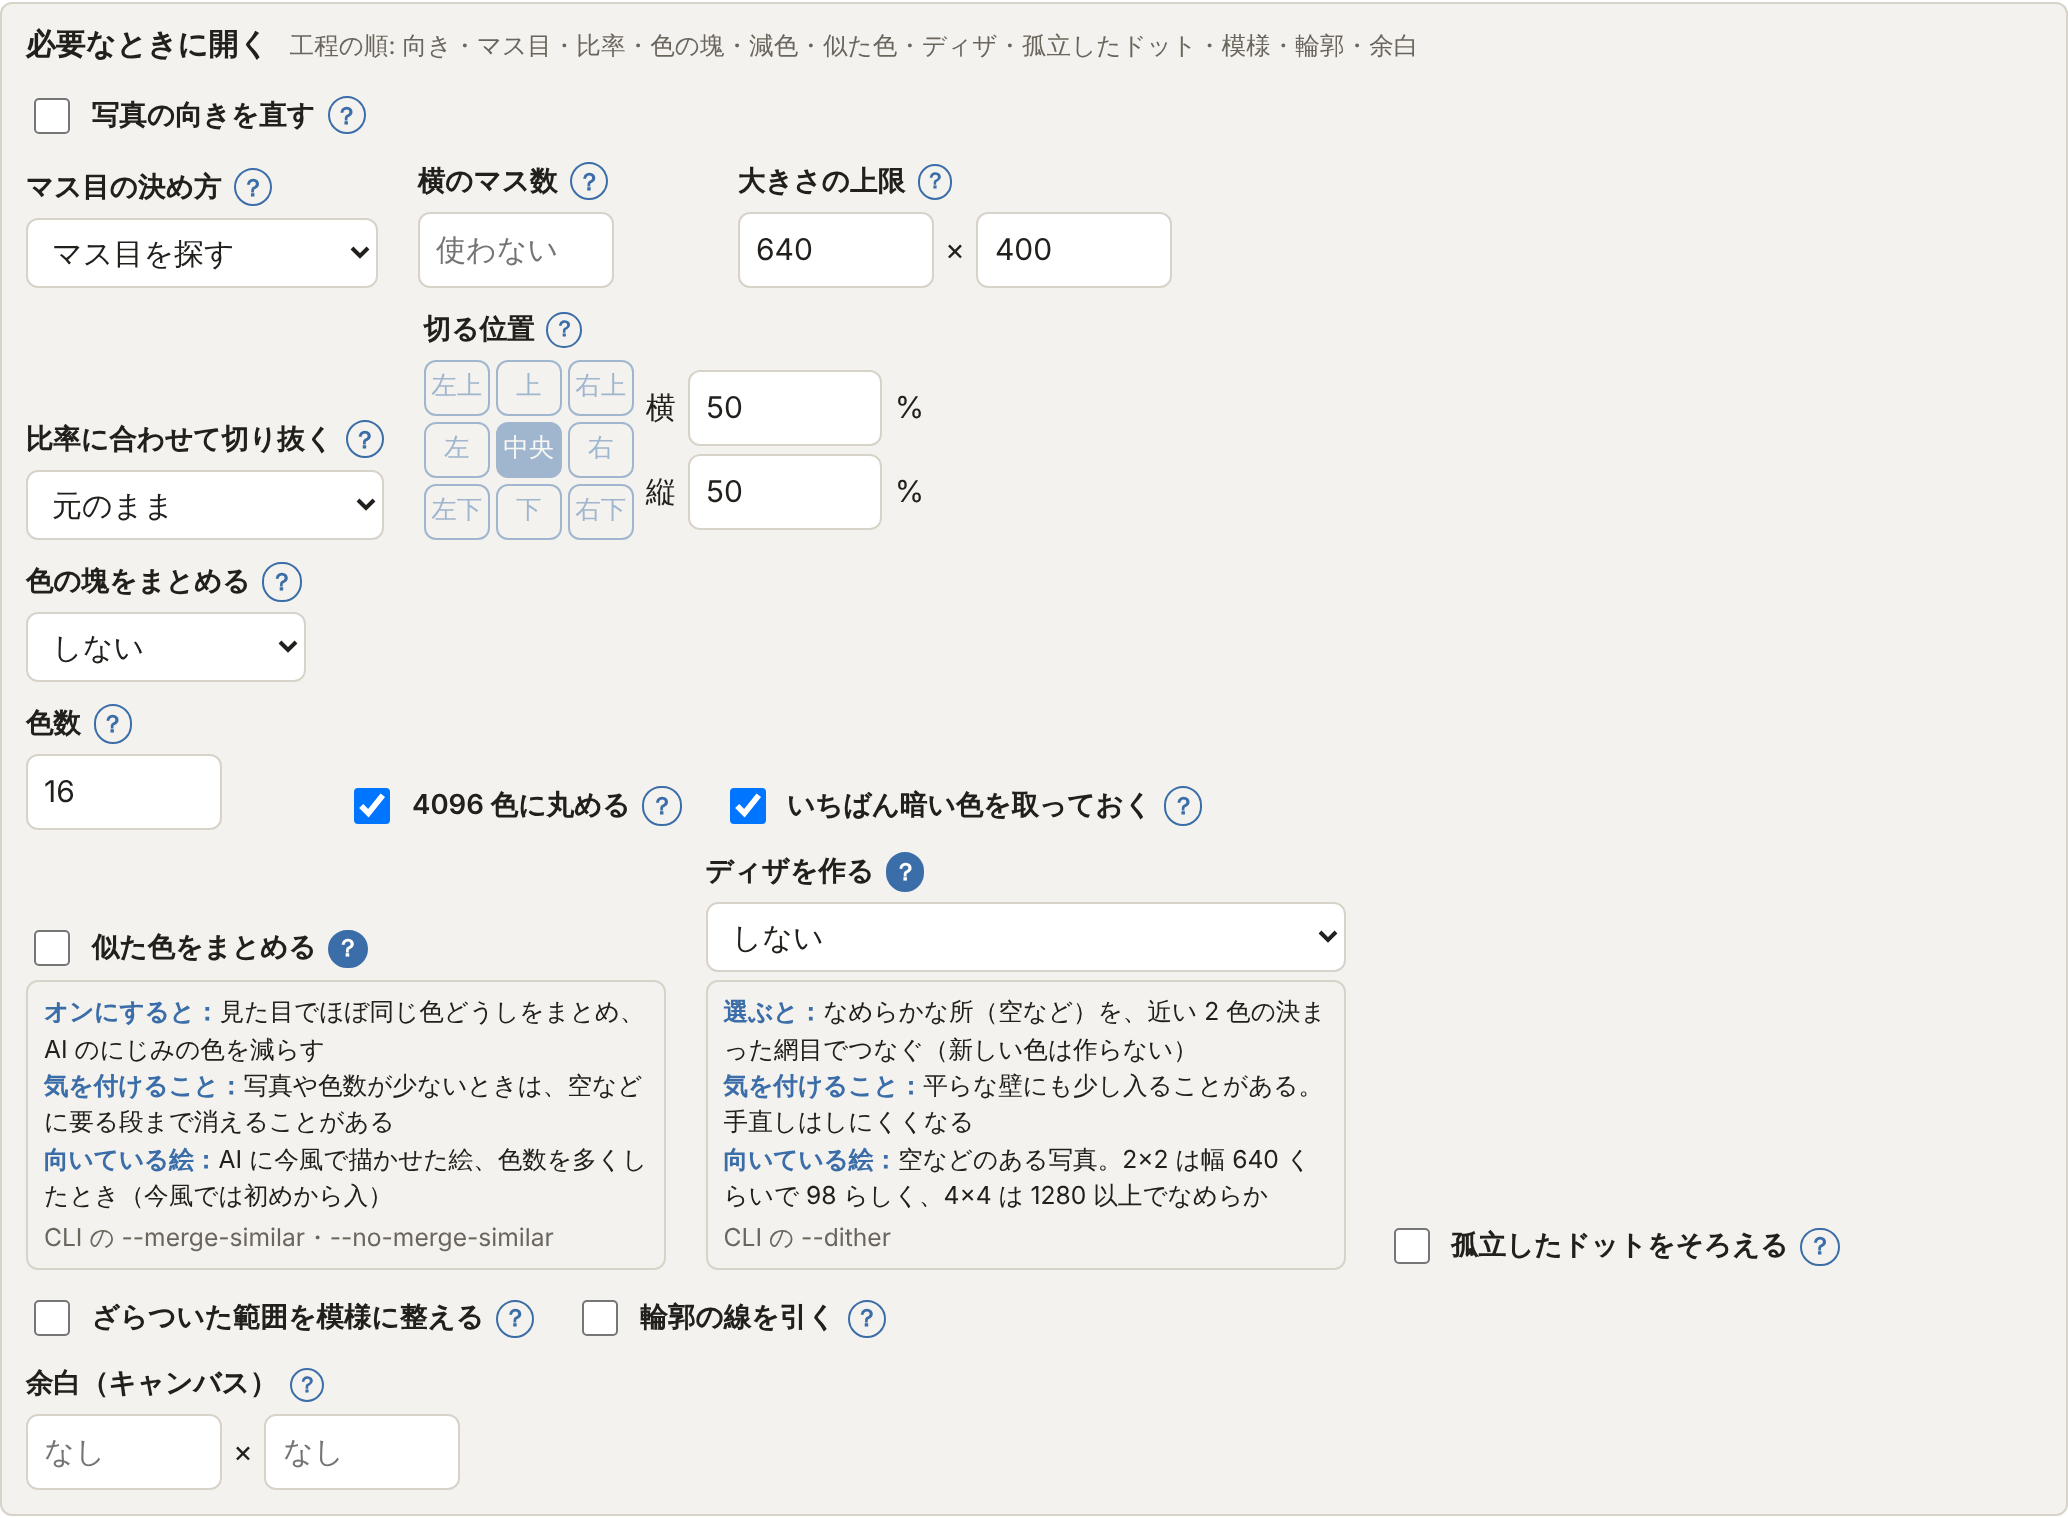 必要なときに開く 工程の順: 向き・マス目・比率・色の塊・減色・似た色・ディザ・孤立したドット・模様・輪郭・余白
写真の向きを直す ?
マス目の決め方 ? 横のマス数 ? 大きさの上限 ?
マス目を探す 使わない 640 × 400
切る位置 ?
左上 上 右上
横 50 %
比率に合わせて切り抜く ? 左 中央 右
縦 50 %
元のまま 左下 下 右下
色の塊をまとめる ?
しない
色数 ?
16 4096 色に丸める ? いちばん暗い色を取っておく ?
ディザを作る ?
しない
似た色をまとめる ?
オンにすると：見た目でほぼ同じ色どうしをまとめ、
AI のにじみの色を減らす
気を付けること：写真や色数が少ないときは、空など
に要る段まで消えることがある
向いている絵：AI に今風で描かせた絵、色数を多くし
たとき（今風では初めから入）
CLI の --merge-similar・--no-merge-similar
選ぶと：なめらかな所（空など）を、近い 2 色の決ま
った網目でつなぐ（新しい色は作らない）
気を付けること：平らな壁にも少し入ることがある。
手直しはしにくくなる
向いている絵：空などのある写真。2×2 は幅 640 く
らいで 98 らしく、4×4 は 1280 以上でなめらか
CLI の --dither
孤立したドットをそろえる ?
ざらついた範囲を模様に整える ? 輪郭の線を引く ?
余白（キャンバス） ?
なし × なし